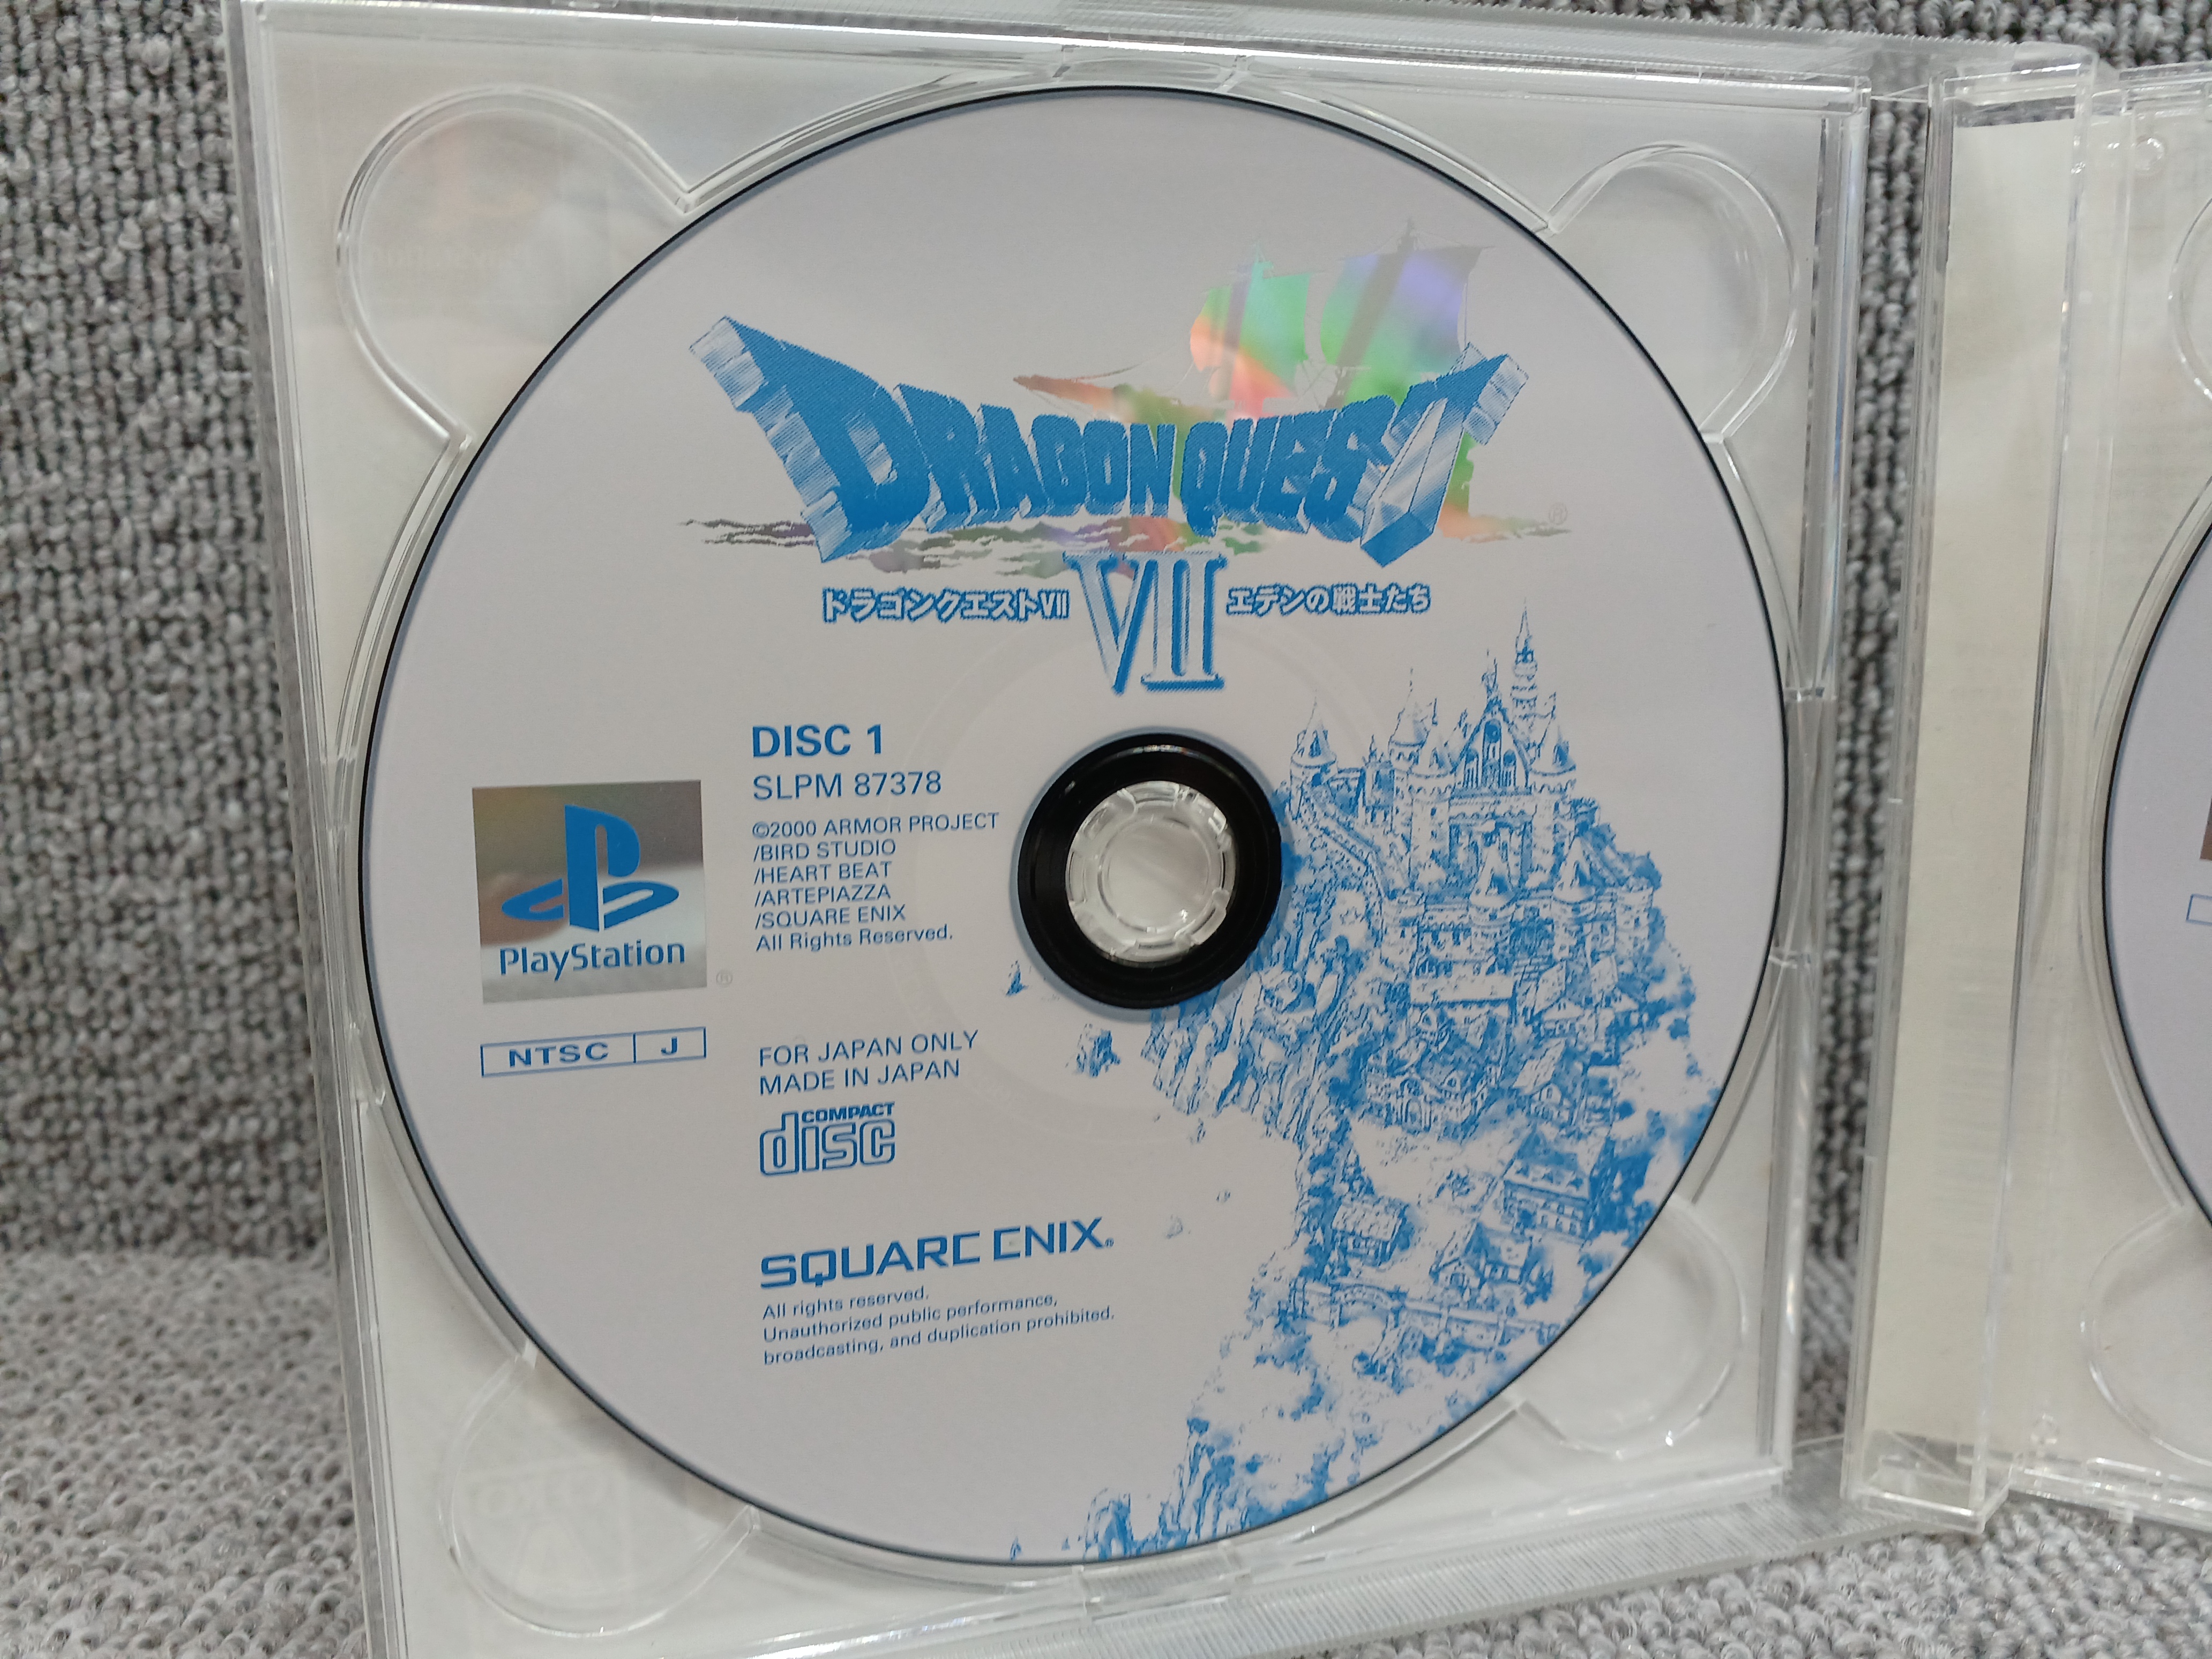 DRAGON QUEST
®
ドラゴンクエストVII VII エデンの戦士たち
DISC 1
SLPM 87378
©2000 ARMOR PROJECT
/BIRD STUDIO
/HEART BEAT
/ARTEPIAZZA
/SQUARE ENIX
All Rights Reserved.
PlayStation
®
NTSC J
FOR JAPAN ONLY
MADE IN JAPAN
COMPACT
disc
SQUARE ENIX®
All rights reserved.
Unauthorized public performance,
broadcasting, and duplication prohibited.